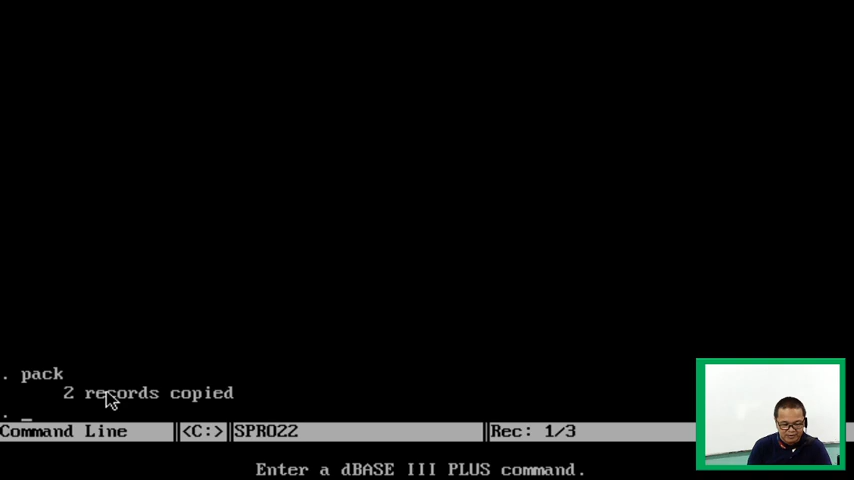 . pack
2 records copied
. _
Command Line <C:> SPRO22 Rec: 1/3
Enter a dBASE III PLUS command.